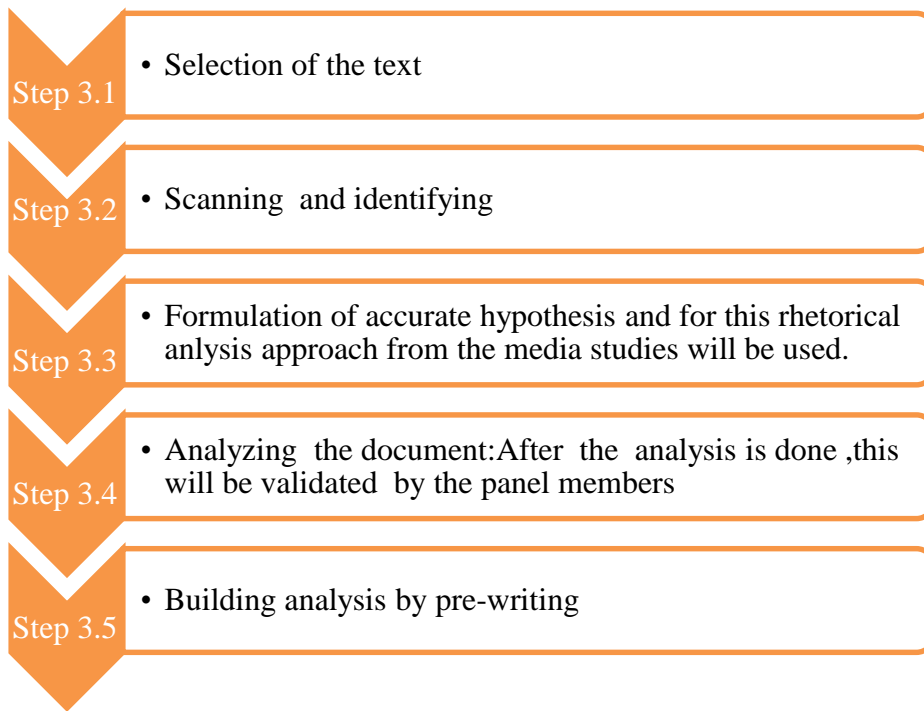 Step 3.1
• Selection of the text
Step 3.2
• Scanning  and identifying
Step 3.3
• Formulation of accurate hypothesis and for this rhetorical
anlysis approach from the media studies will be used.
Step 3.4
• Analyzing  the document:After  the  analysis is done ,this
will be validated  by the panel members
Step 3.5
• Building analysis by pre-writing